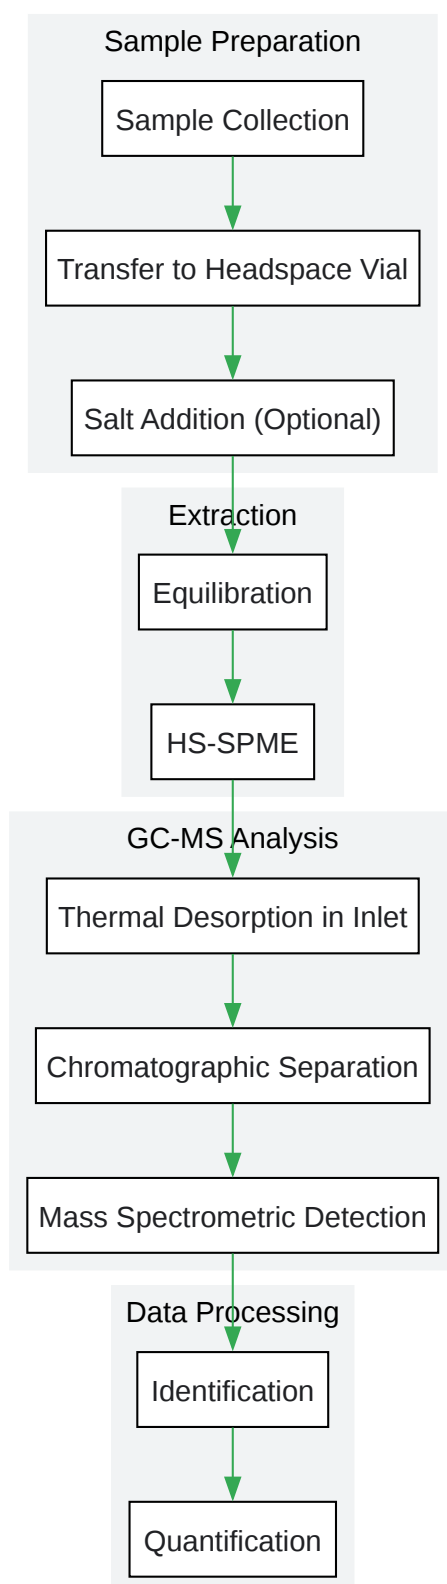 Sample Preparation
Sample Collection
Transfer to Headspace Vial
Salt Addition (Optional)
Extraction
Equilibration
HS-SPME
GC-MS Analysis
Thermal Desorption in Inlet
Chromatographic Separation
Mass Spectrometric Detection
Data Processing
Identification
Quantification